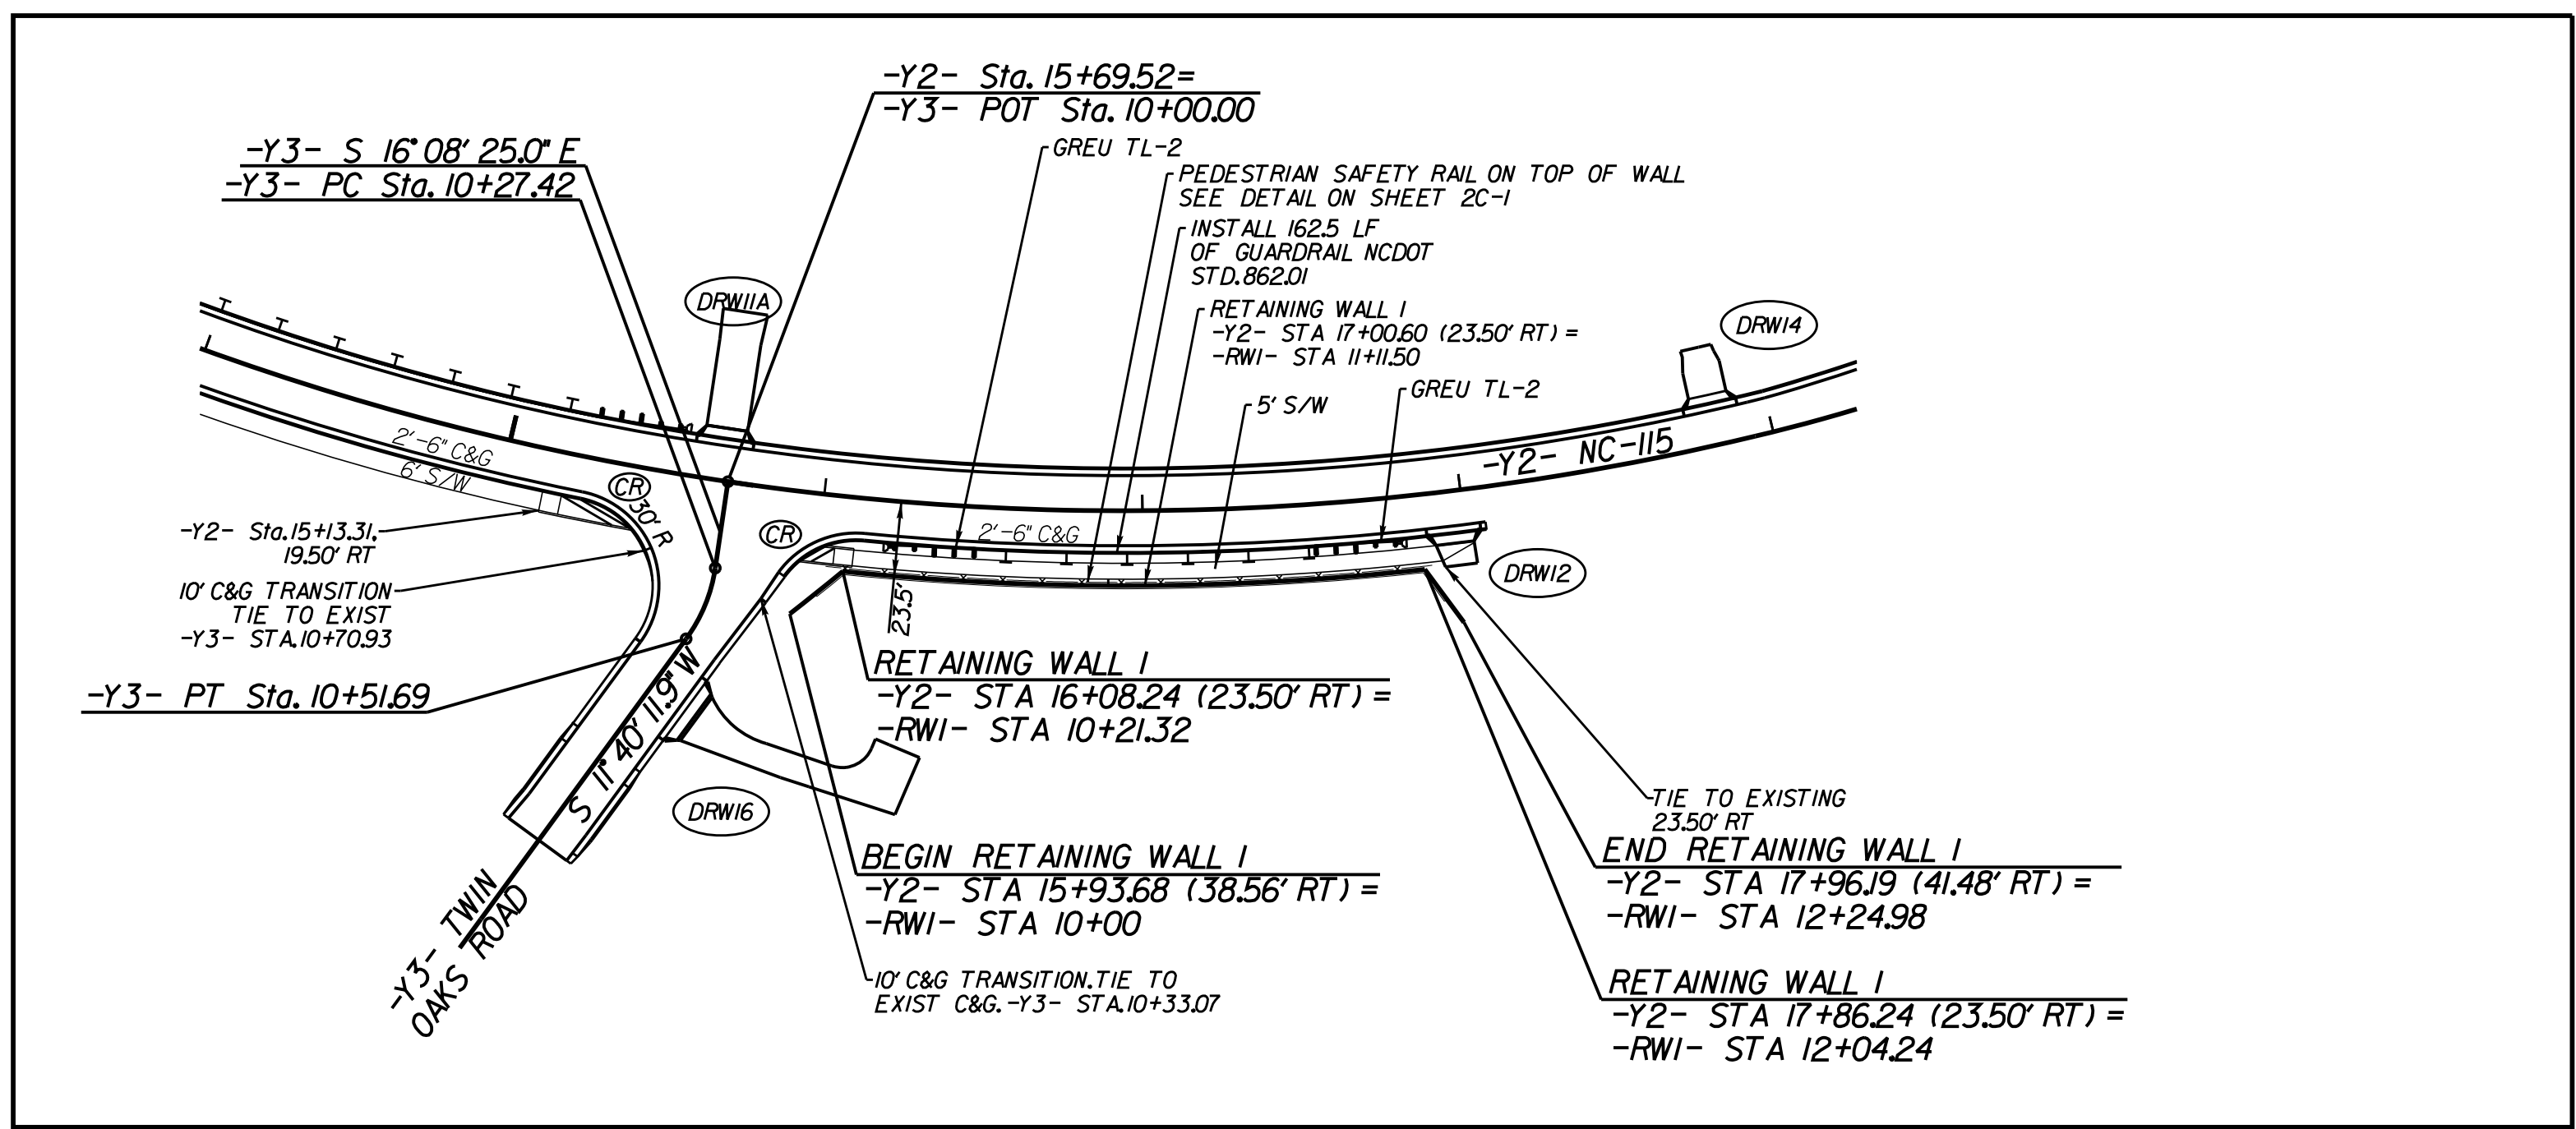 -Y2- Sta. 15+69.52=
-Y3- POT Sta. 10+00.00
-Y3- S 16° 08' 25.0" E
-Y3- PC Sta. 10+27.42
GREU TL-2
PEDESTRIAN SAFETY RAIL ON TOP OF WALL
SEE DETAIL ON SHEET 2C-1
INSTALL 162.5 LF
OF GUARDRAIL NCDOT
STD. 862.01
RETAINING WALL 1
-Y2- STA 17+00.60 (23.50' RT) =
-RW1- STA 11+11.50
GREU TL-2
5' S/W
DRW11A
DRW14
-Y2- NC-115
2'-6" C&G
6' S/W
CR
30' R
CR
2'-6" C&G
-Y2- Sta. 15+13.31,
19.50' RT
10' C&G TRANSITION
TIE TO EXIST
-Y3- STA. 10+70.93
DRW12
23.5'
-Y3- PT Sta. 10+51.69
S 11° 40' 11.9" W
RETAINING WALL 1
-Y2- STA 16+08.24 (23.50' RT) =
-RW1- STA 10+21.32
DRW16
TIE TO EXISTING
23.50' RT
BEGIN RETAINING WALL 1
-Y2- STA 15+93.68 (38.56' RT) =
-RW1- STA 10+00
END RETAINING WALL 1
-Y2- STA 17+96.19 (41.48' RT) =
-RW1- STA 12+24.98
-Y3- TWIN
OAKS ROAD
10' C&G TRANSITION. TIE TO
EXIST C&G. -Y3- STA. 10+33.07
RETAINING WALL 1
-Y2- STA 17+86.24 (23.50' RT) =
-RW1- STA 12+04.24